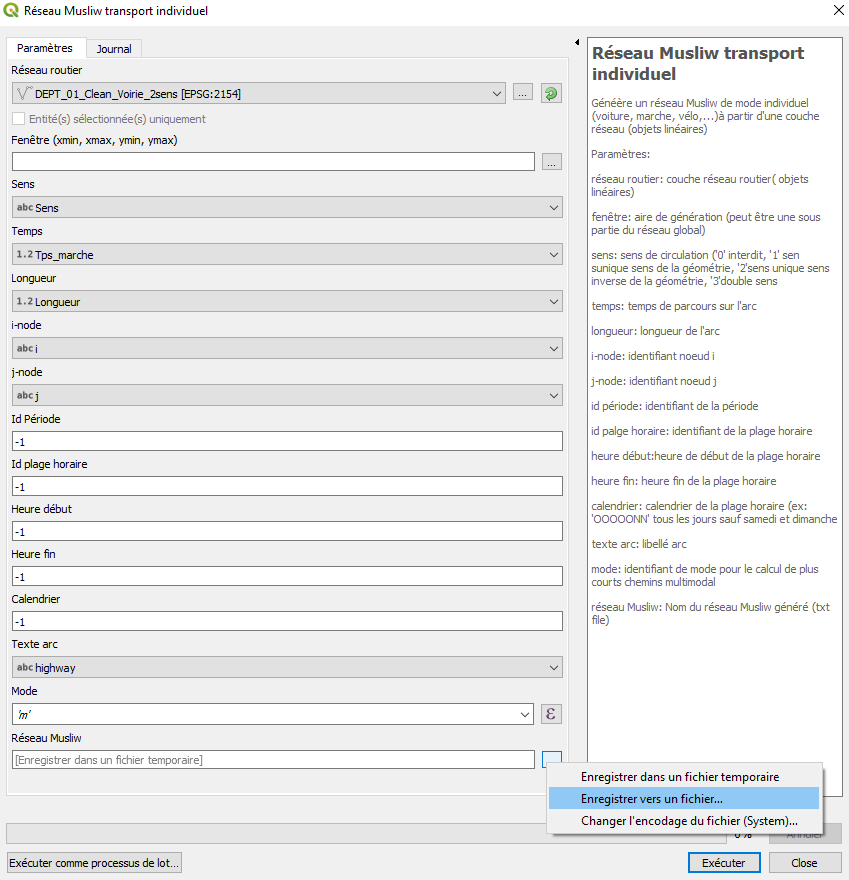 Réseau Musliw transport individuel
Paramètres
Journal
Réseau routier
DEPT_01_Clean_Voirie_2sens [EPSG:2154]
...
Entité(s) sélectionnée(s) uniquement
Fenêtre (xmin, xmax, ymin, ymax)
...
Sens
abc Sens
Temps
1.2 Tps_marche
Longueur
1.2 Longueur
i-node
abc i
j-node
abc j
Id Période
-1
Id plage horaire
-1
Heure début
-1
Heure fin
-1
Calendrier
-1
Texte arc
abc highway
Mode
'm'
ε
Réseau Musliw
[Enregistrer dans un fichier temporaire]
Enregistrer dans un fichier temporaire
Enregistrer vers un fichier...
Changer l'encodage du fichier (System)...
Réseau Musliw transport
individuel
Génèère un réseau Musliw de mode individuel
(voiture, marche, vélo,...)à partir d'une couche
réseau (objets linéaires)
Paramètres:
réseau routier: couche réseau routier( objets
linéaires)
fenêtre: aire de génération (peut être une sous
partie du réseau global)
sens: sens de circulation ('0' interdit, '1' sen
sunique sens de la géométrie, '2'sens unique sens
inverse de la géométrie, '3'double sens
temps: temps de parcours sur l'arc
longueur: longueur de l'arc
i-node: identifiant noeud i
j-node: identifiant noeud j
id période: identifiant de la période
id palge horaire: identifiant de la plage horaire
heure début:heure de début de la plage horaire
heure fin: heure fin de la plage horaire
calendrier: calendrier de la plage horaire (ex:
'OOOOONN' tous les jours sauf samedi et dimanche
texte arc: libellé arc
mode: identifiant de mode pour le calcul de plus
courts chemins multimodal
réseau Musliw: Nom du réseau Musliw généré (txt
file)
0%
Annuler
Exécuter comme processus de lot...
Exécuter
Close